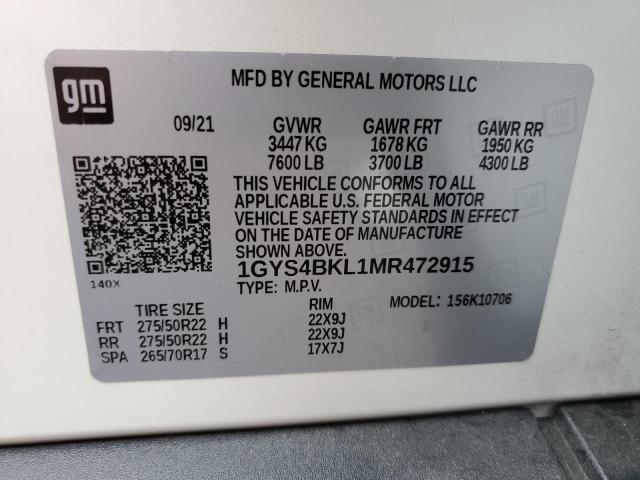 gm
MFD BY GENERAL MOTORS LLC
09/21 GVWR GAWR FRT GAWR RR
3447 KG 1678 KG 1950 KG
7600 LB 3700 LB 4300 LB
THIS VEHICLE CONFORMS TO ALL
APPLICABLE U.S. FEDERAL MOTOR
VEHICLE SAFETY STANDARDS IN EFFECT
ON THE DATE OF MANUFACTURE
SHOWN ABOVE.
140X
1GYS4BKL1MR472915
TYPE: M.P.V. MODEL: 156K10706
TIRE SIZE RIM
FRT 275/50R22 H 22X9J
RR 275/50R22 H 22X9J
SPA 265/70R17 S 17X7J